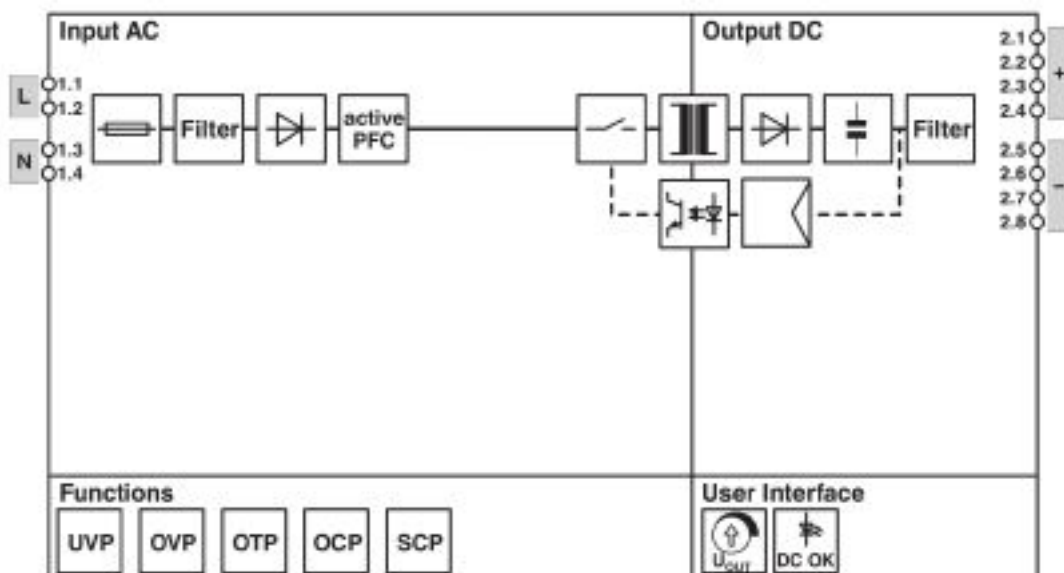 Input AC
Output DC
L
1.1
1.2
N
1.3
1.4
Filter
active
PFC
Filter
2.1
2.2
2.3
2.4
+
2.5
2.6
2.7
2.8
–
Functions
UVP
OVP
OTP
OCP
SCP
User Interface
UOUT
DC OK